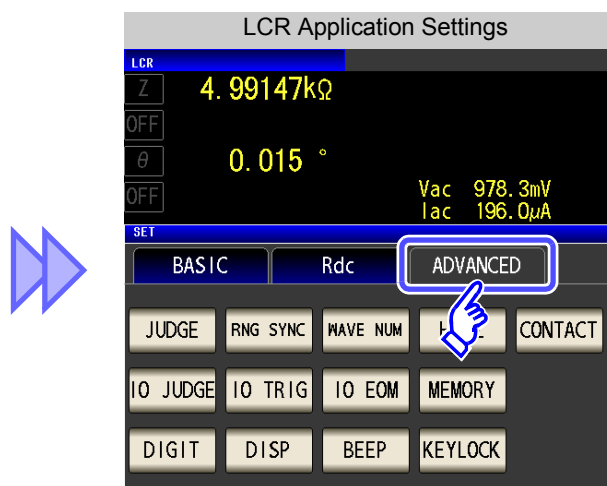 LCR Application Settings
LCR
Z 4.99147kΩ
OFF
θ 0.015 °
OFF
Vac 978.3mV
Iac 196.0μA
SET
BASIC Rdc ADVANCED
JUDGE RNG SYNC WAVE NUM CONTACT
IO JUDGE IO TRIG IO EOM MEMORY
DIGIT DISP BEEP KEYLOCK